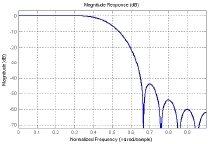 Magnitude Response (dB)
0
-10
-20
-30
-40
-50
-60
-70
Magnitude (dB)
0 0.1 0.2 0.3 0.4 0.5 0.6 0.7 0.8 0.9
Normalized Frequency (×π rad/sample)